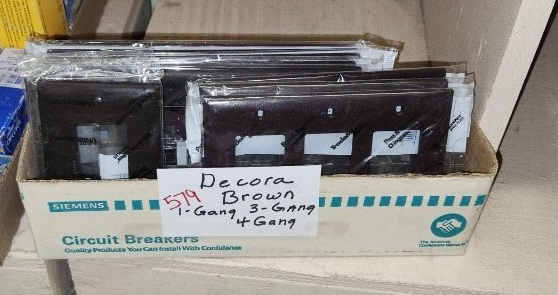 Decora
579 Brown
1-Gang 3-GAng
4 Gang
SIEMENS
Circuit Breakers
Quality Products You Can Install With Confidence